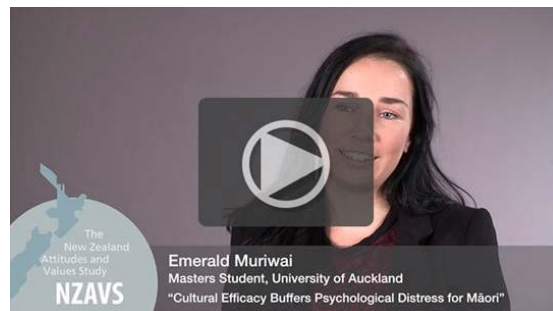 The
New Zealand
Attitudes and
Values Study
NZAVS
Emerald Muriwai
Masters Student, University of Auckland
“Cultural Efficacy Buffers Psychological Distress for Māori”